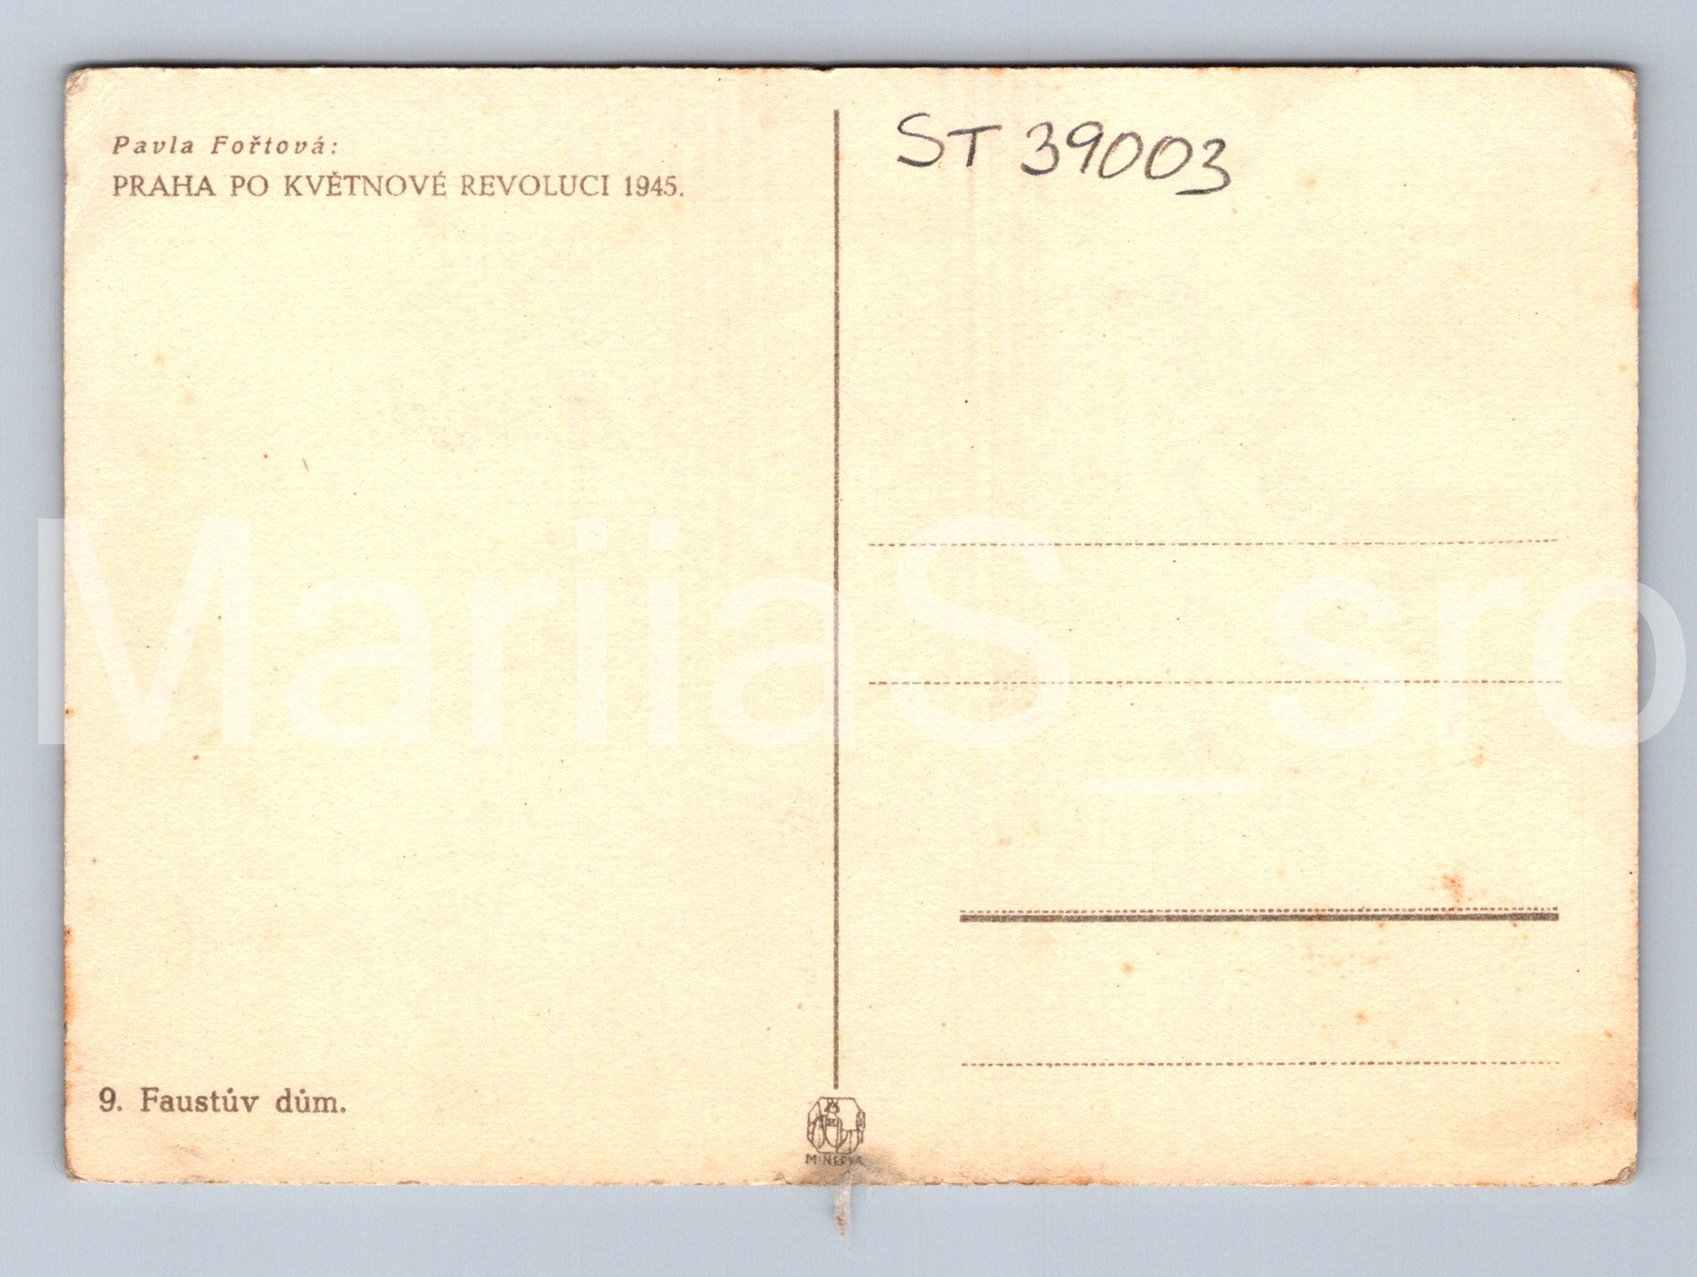 Pavla Fořtová:
PRAHA PO KVĚTNOVÉ REVOLUCI 1945.
ST 39003
MariiaS_sro
9. Faustův dům.
MINERVA